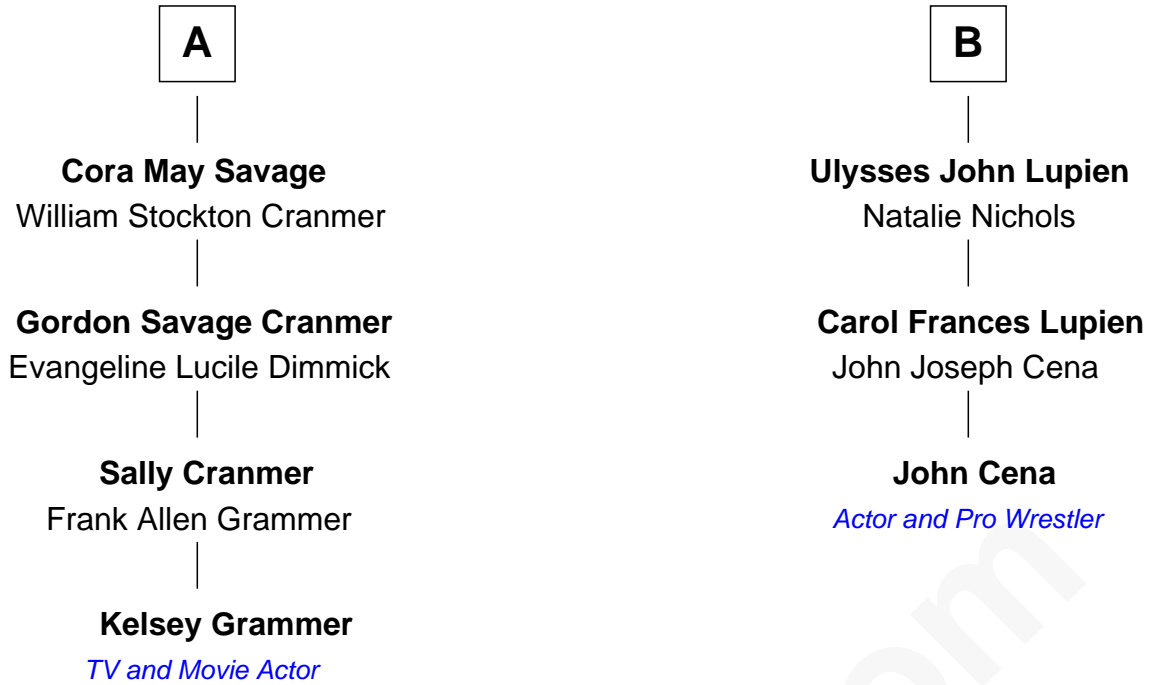 A
Cora May Savage
William Stockton Cranmer
Gordon Savage Cranmer
Evangeline Lucile Dimmick
Sally Cranmer
Frank Allen Grammer
Kelsey Grammer
TV and Movie Actor
B
Ulysses John Lupien
Natalie Nichols
Carol Frances Lupien
John Joseph Cena
John Cena
Actor and Pro Wrestler
om